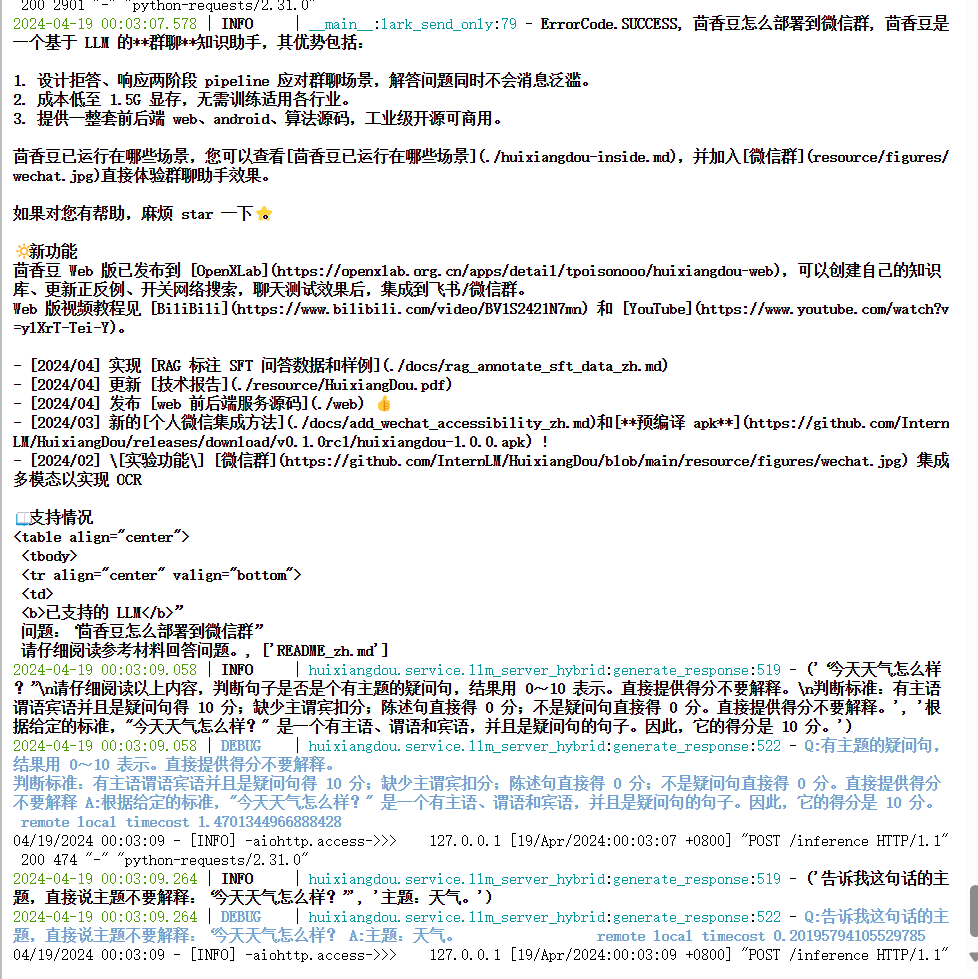 200 2901 "-" "python-requests/2.31.0"
2024-04-19 00:03:07.578 | INFO     | __main__:lark_send_only:79 - ErrorCode.SUCCESS, 茴香豆怎么部署到微信群, 茴香豆是
一个基于 LLM 的**群聊**知识助手，其优势包括：
1. 设计拒答、响应两阶段 pipeline 应对群聊场景，解答问题同时不会消息泛滥。
2. 成本低至 1.5G 显存，无需训练适用各行业。
3. 提供一整套前后端 web、android、算法源码，工业级开源可商用。
茴香豆已运行在哪些场景，您可以查看[茴香豆已运行在哪些场景](./huixiangdou-inside.md)，并加入[微信群](resource/figures/
wechat.jpg)直接体验群聊助手效果。
如果对您有帮助，麻烦 star 一下⭐
🔆新功能
茴香豆 Web 版已发布到 [OpenXLab](https://openxlab.org.cn/apps/detail/tpoisonooo/huixiangdou-web)，可以创建自己的知识
库、更新正反例、开关网络搜索，聊天测试效果后，集成到飞书/微信群。
Web 版视频教程见 [BiliBili](https://www.bilibili.com/video/BV1S2421N7mn) 和 [YouTube](https://www.youtube.com/watch?v
=ylXrT-Tei-Y)。
- [2024/04] 实现 [RAG 标注 SFT 问答数据和样例](./docs/rag_annotate_sft_data_zh.md)
- [2024/04] 更新 [技术报告](./resource/HuixiangDou.pdf)
- [2024/04] 发布 [web 前后端服务源码](./web) 👍
- [2024/03] 新的[个人微信集成方法](./docs/add_wechat_accessibility_zh.md)和[**预编译 apk**](https://github.com/Intern
LM/HuixiangDou/releases/download/v0.1.0rc1/huixiangdou-1.0.0.apk) !
- [2024/02] \[实验功能\] [微信群](https://github.com/InternLM/HuixiangDou/blob/main/resource/figures/wechat.jpg) 集成
多模态以实现 OCR
📖支持情况
<table align="center">
<tbody>
<tr align="center" valign="bottom">
<td>
<b>已支持的 LLM</b>”
问题：“茴香豆怎么部署到微信群”
请仔细阅读参考材料回答问题。, ['README_zh.md']
2024-04-19 00:03:09.058 | INFO     | huixiangdou.service.llm_server_hybrid:generate_response:519 - ('“今天天气怎么样
？”\n请仔细阅读以上内容，判断句子是否是个有主题的疑问句，结果用 0～10 表示。直接提供得分不要解释。\n判断标准：有主语
谓语宾语并且是疑问句得 10 分；缺少主谓宾扣分；陈述句直接得 0 分；不是疑问句直接得 0 分。直接提供得分不要解释。', '根
据给定的标准，"今天天气怎么样？" 是一个有主语、谓语和宾语，并且是疑问句的句子。因此，它的得分是 10 分。')
2024-04-19 00:03:09.058 | DEBUG    | huixiangdou.service.llm_server_hybrid:generate_response:522 - Q:有主题的疑问句，
结果用 0～10 表示。直接提供得分不要解释。
判断标准：有主语谓语宾语并且是疑问句得 10 分；缺少主谓宾扣分；陈述句直接得 0 分；不是疑问句直接得 0 分。直接提供得分
不要解释 A:根据给定的标准，"今天天气怎么样？" 是一个有主语、谓语和宾语，并且是疑问句的句子。因此，它的得分是 10 分。
remote local timecost 1.4701344966888428
04/19/2024 00:03:09 - [INFO] -aiohttp.access->>>    127.0.0.1 [19/Apr/2024:00:03:07 +0800] "POST /inference HTTP/1.1"
200 474 "-" "python-requests/2.31.0"
2024-04-19 00:03:09.264 | INFO     | huixiangdou.service.llm_server_hybrid:generate_response:519 - ('告诉我这句话的主
题，直接说主题不要解释：“今天天气怎么样？”', '主题：天气。')
2024-04-19 00:03:09.264 | DEBUG    | huixiangdou.service.llm_server_hybrid:generate_response:522 - Q:告诉我这句话的主
题，直接说主题不要解释：“今天天气怎么样？ A:主题：天气。 remote local timecost 0.20195794105529785
04/19/2024 00:03:09 - [INFO] -aiohttp.access->>>    127.0.0.1 [19/Apr/2024:00:03:09 +0800] "POST /inference HTTP/1.1"